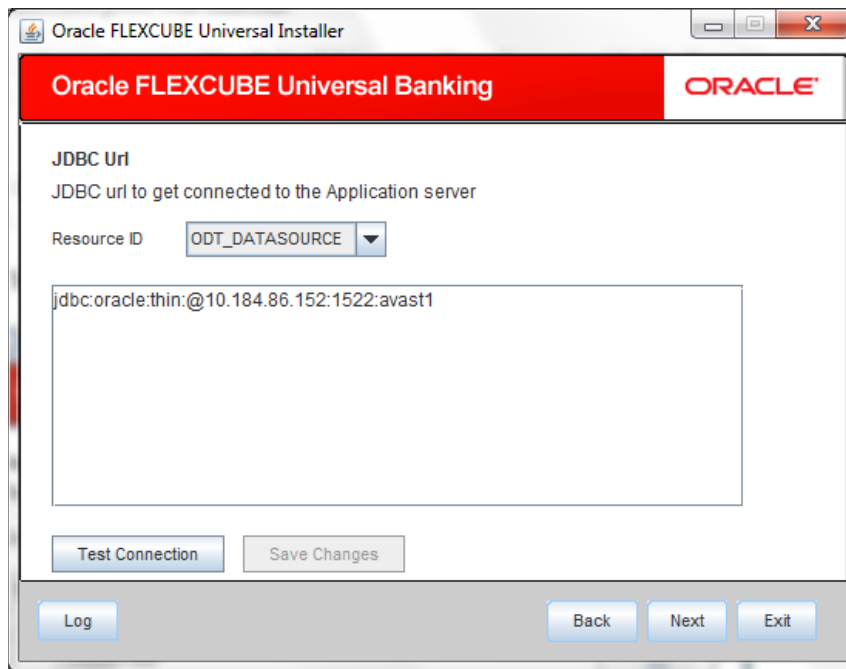 Oracle FLEXCUBE Universal Installer
Oracle FLEXCUBE Universal Banking
ORACLE
JDBC Url
JDBC url to get connected to the Application server
Resource ID ODT_DATASOURCE
jdbc:oracle:thin:@10.184.86.152:1522:avast1
Test Connection Save Changes
Log Back Next Exit